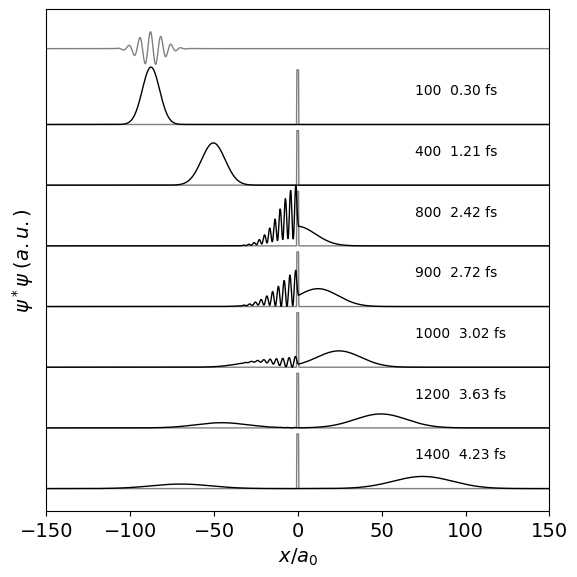 100  0.30 fs
400  1.21 fs
800  2.42 fs
900  2.72 fs
1000  3.02 fs
1200  3.63 fs
1400  4.23 fs
ψ*ψ (a.u.)
−150 −100 −50 0 50 100 150
x/a₀